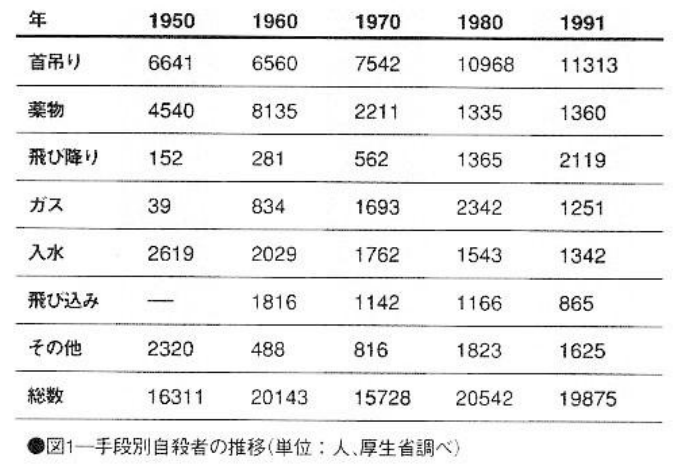 年 1950 1960 1970 1980 1991
首吊り 6641 6560 7542 10968 11313
薬物 4540 8135 2211 1335 1360
飛び降り 152 281 562 1365 2119
ガス 39 834 1693 2342 1251
入水 2619 2029 1762 1543 1342
飛び込み — 1816 1142 1166 865
その他 2320 488 816 1823 1625
総数 16311 20143 15728 20542 19875
●図1―手段別自殺者の推移(単位：人、厚生省調べ)